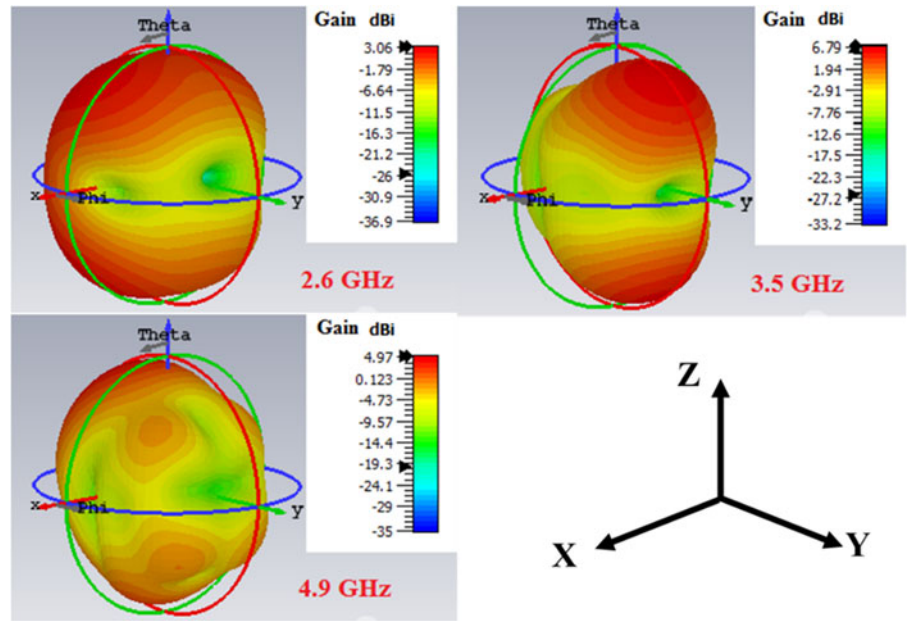 Theta
x
Phi
y
Gain dBi
3.06
-1.79
-6.64
-11.5
-16.3
-21.2
-26
-30.9
-36.9
2.6 GHz
Theta
x
Phi
y
Gain dBi
6.79
1.94
-2.91
-7.76
-12.6
-17.5
-22.3
-27.2
-33.2
3.5 GHz
Theta
x
Phi
y
Gain dBi
4.97
0.123
-4.73
-9.57
-14.4
-19.3
-24.1
-29
-35
4.9 GHz
Z
X
Y